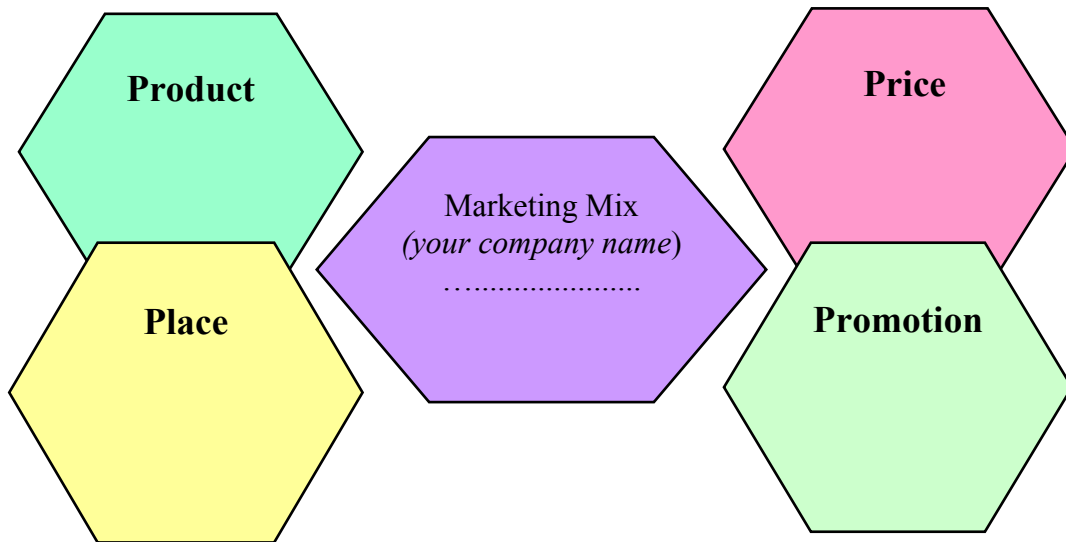 Product
Price
Marketing Mix
(your company name)
….....................
Place
Promotion